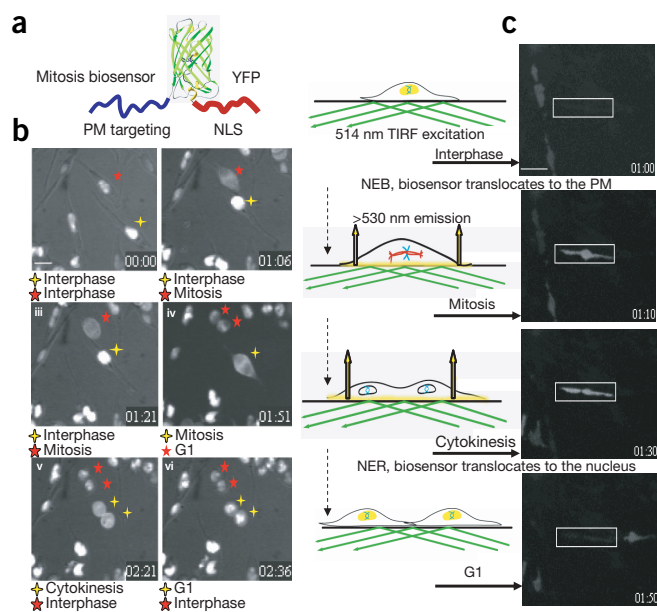 a
Mitosis biosensor
YFP
PM targeting
NLS
514 nm TIRF excitation
Interphase
NEB, biosensor translocates to the PM
>530 nm emission
Mitosis
Cytokinesis
NER, biosensor translocates to the nucleus
G1
b
00:00
Interphase
Interphase
01:06
Interphase
Mitosis
iii
01:21
Interphase
Mitosis
iv
01:51
Mitosis
G1
v
02:21
Cytokinesis
Interphase
vi
02:36
G1
Interphase
c
01:00
01:10
01:30
01:50